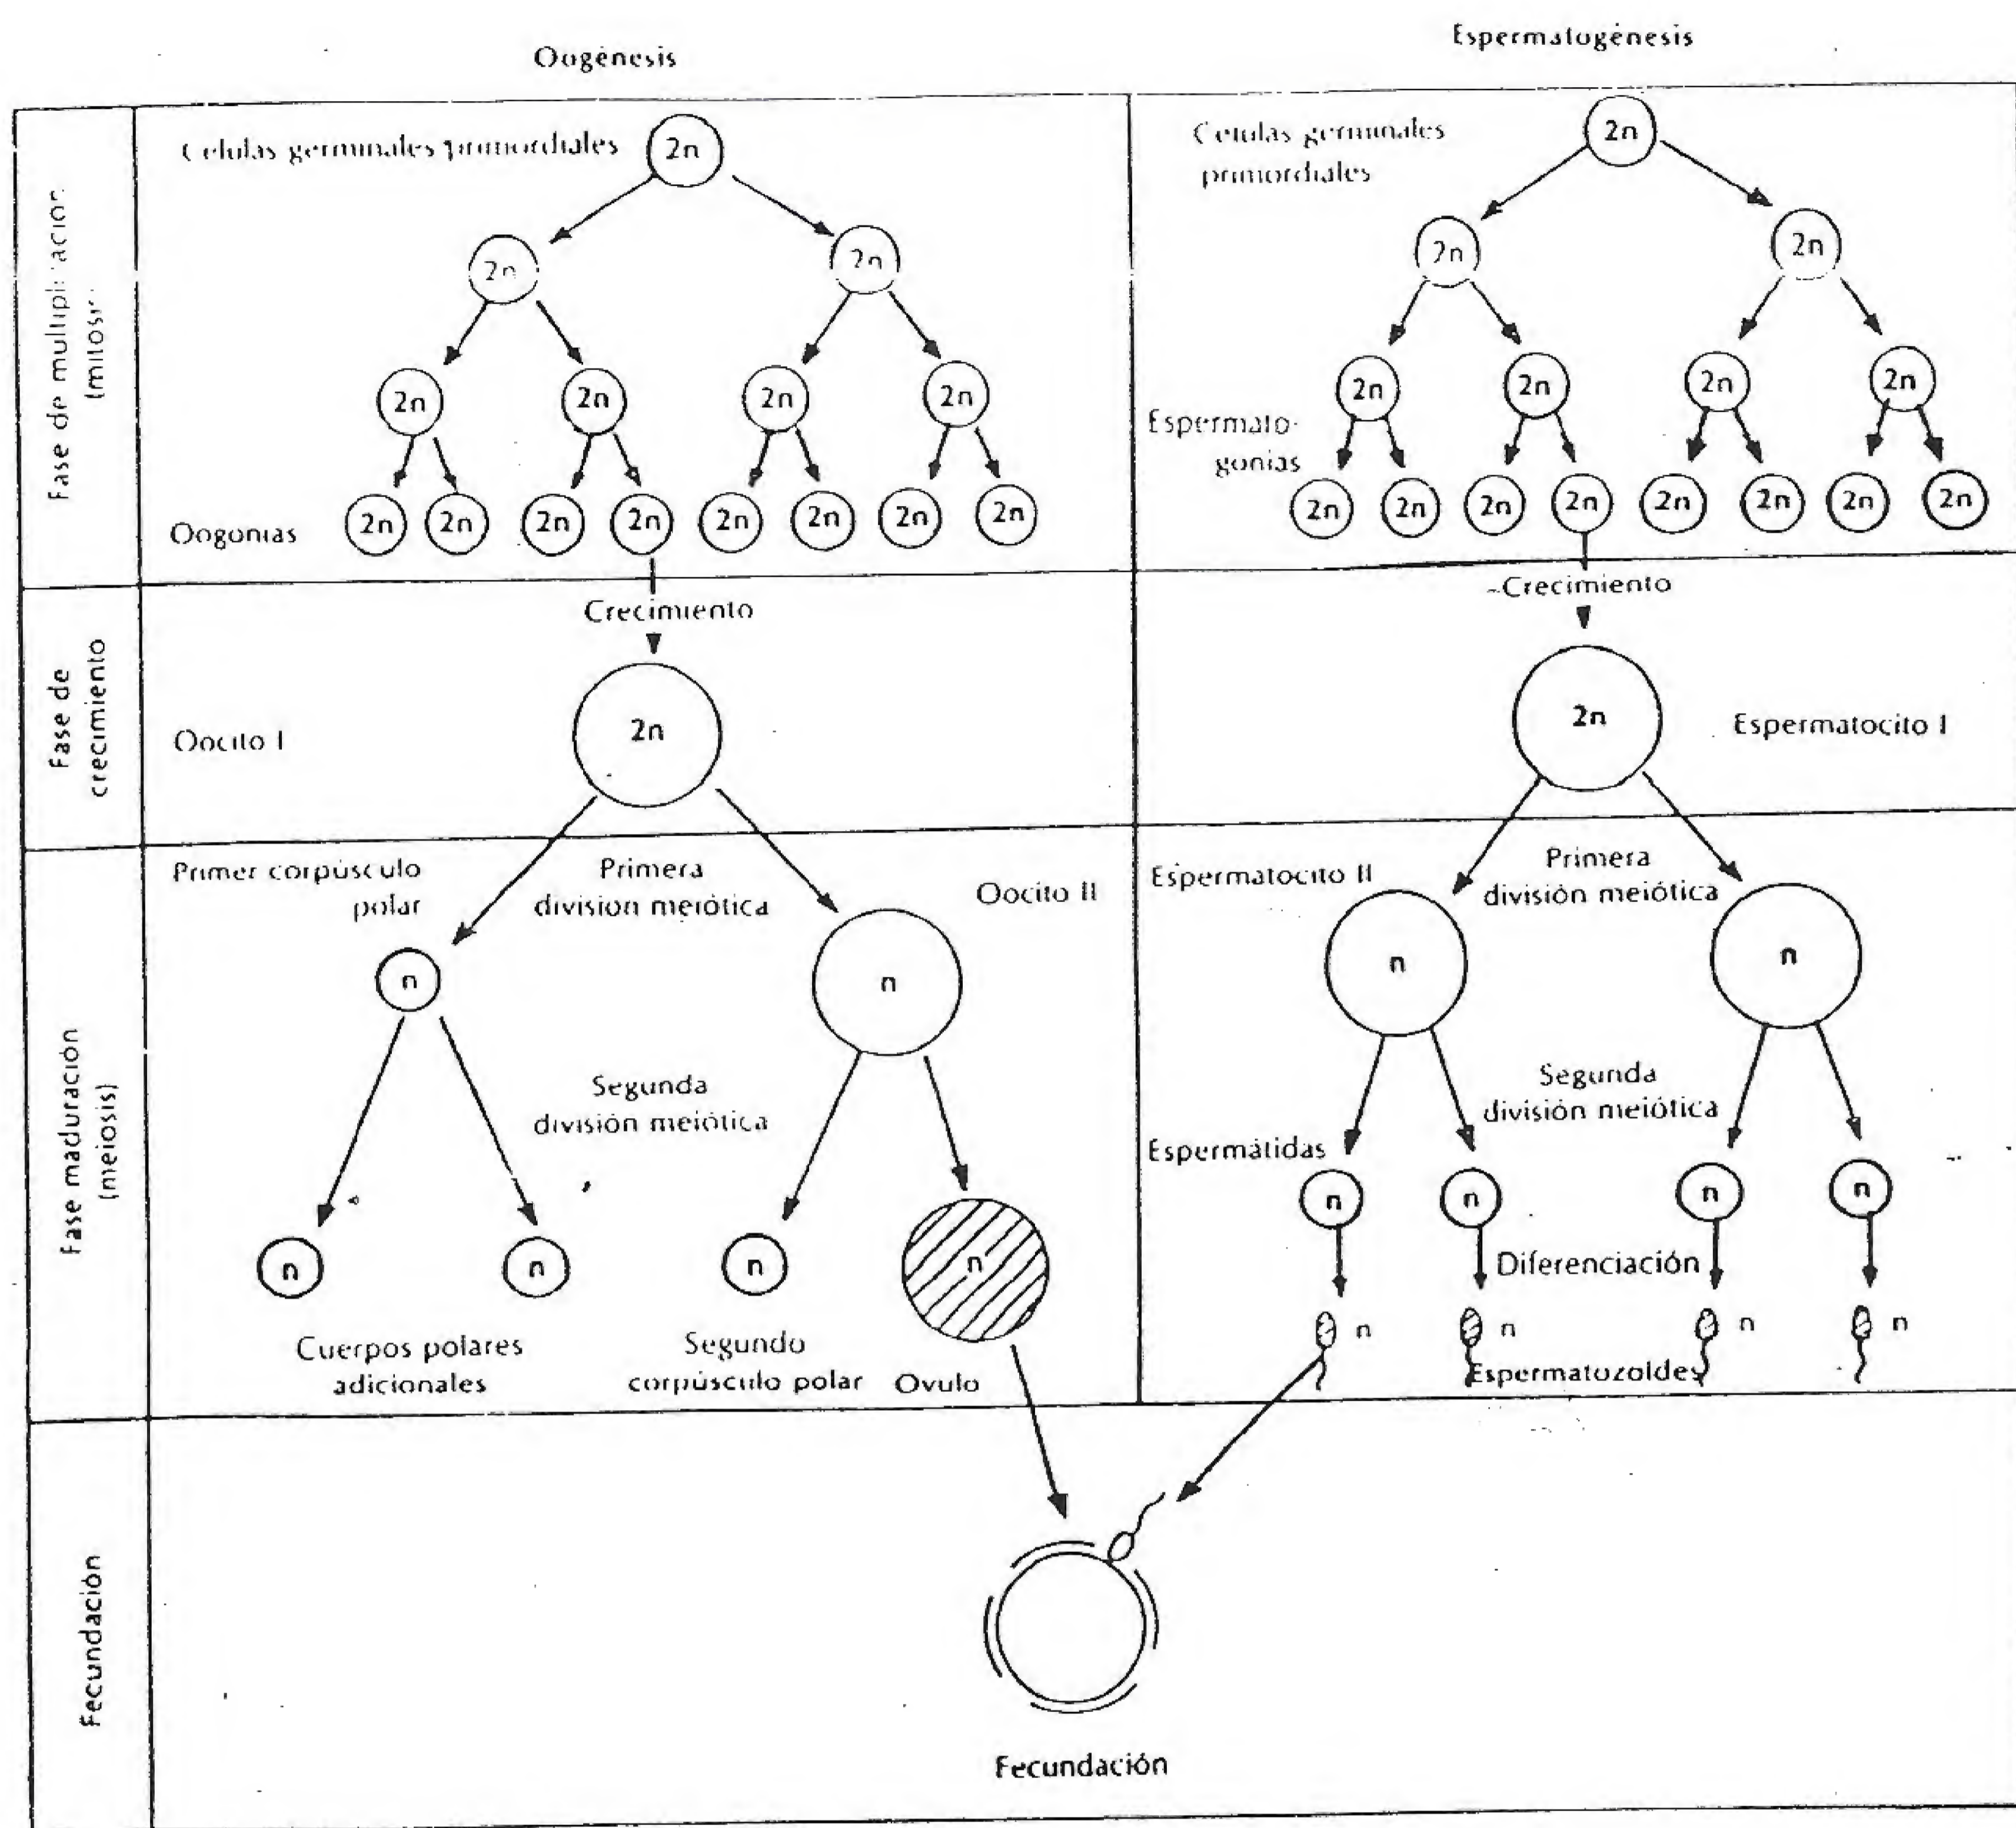 Oogénesis
Espermatogénesis
Fase de multiplicación
(mitosis
Células germinales primordiales
2n
2n
2n
2n
2n
2n
2n
Oogonias
2n
2n
2n
2n
2n
2n
2n
2n
Células germinales
primordiales
2n
2n
2n
2n
2n
2n
2n
Espermato-
gonias
2n
2n
2n
2n
2n
2n
2n
2n
Fase de
crecimiento
Crecimiento
Oocito I
2n
Crecimiento
2n
Espermatocito I
Fase maduración
(meiosis)
Primer corpúsculo
polar
Primera
división meiótica
Oocito II
n
n
Segunda
división meiótica
n
n
n
n
Cuerpos polares
adicionales
Segundo
corpúsculo polar
Ovulo
Espermatocito II
Primera
división meiótica
n
n
Segunda
división meiótica
Espermátidas
n
n
n
n
Diferenciación
n
n
n
n
Espermatozoides
Fecundación
Fecundación